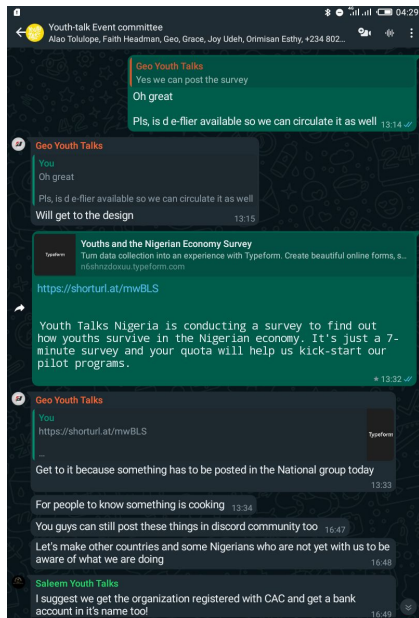 04:29
Youth-talk Event committee
Alao Tolulope, Faith Headman, Geo, Grace, Joy Udeh, Orimisan Esthy, +234 802...
Geo Youth Talks
Yes we can post the survey
Oh great
Pls, is d e-flier available so we can circulate it as well 13:14
Geo Youth Talks
You
Oh great
Pls, is d e-flier available so we can circulate it as well
Will get to the design 13:15
Typeform
Youths and the Nigerian Economy Survey
Turn data collection into an experience with Typeform. Create beautiful online forms, s...
n6shnzdoxuu.typeform.com
https://shorturl.at/mwBLS
Youth Talks Nigeria is conducting a survey to find out
how youths survive in the Nigerian economy. It's just a 7-
minute survey and your quota will help us kick-start our
pilot programs.
13:32
Geo Youth Talks
You
https://shorturl.at/mwBLS
...
Typeform
Get to it because something has to be posted in the National group today
13:33
For people to know something is cooking 13:34
You guys can still post these things in discord community too 16:47
Let's make other countries and some Nigerians who are not yet with us to be
aware of what we are doing 16:48
Saleem Youth Talks
I suggest we get the organization registered with CAC and get a bank
account in it's name too! 16:49